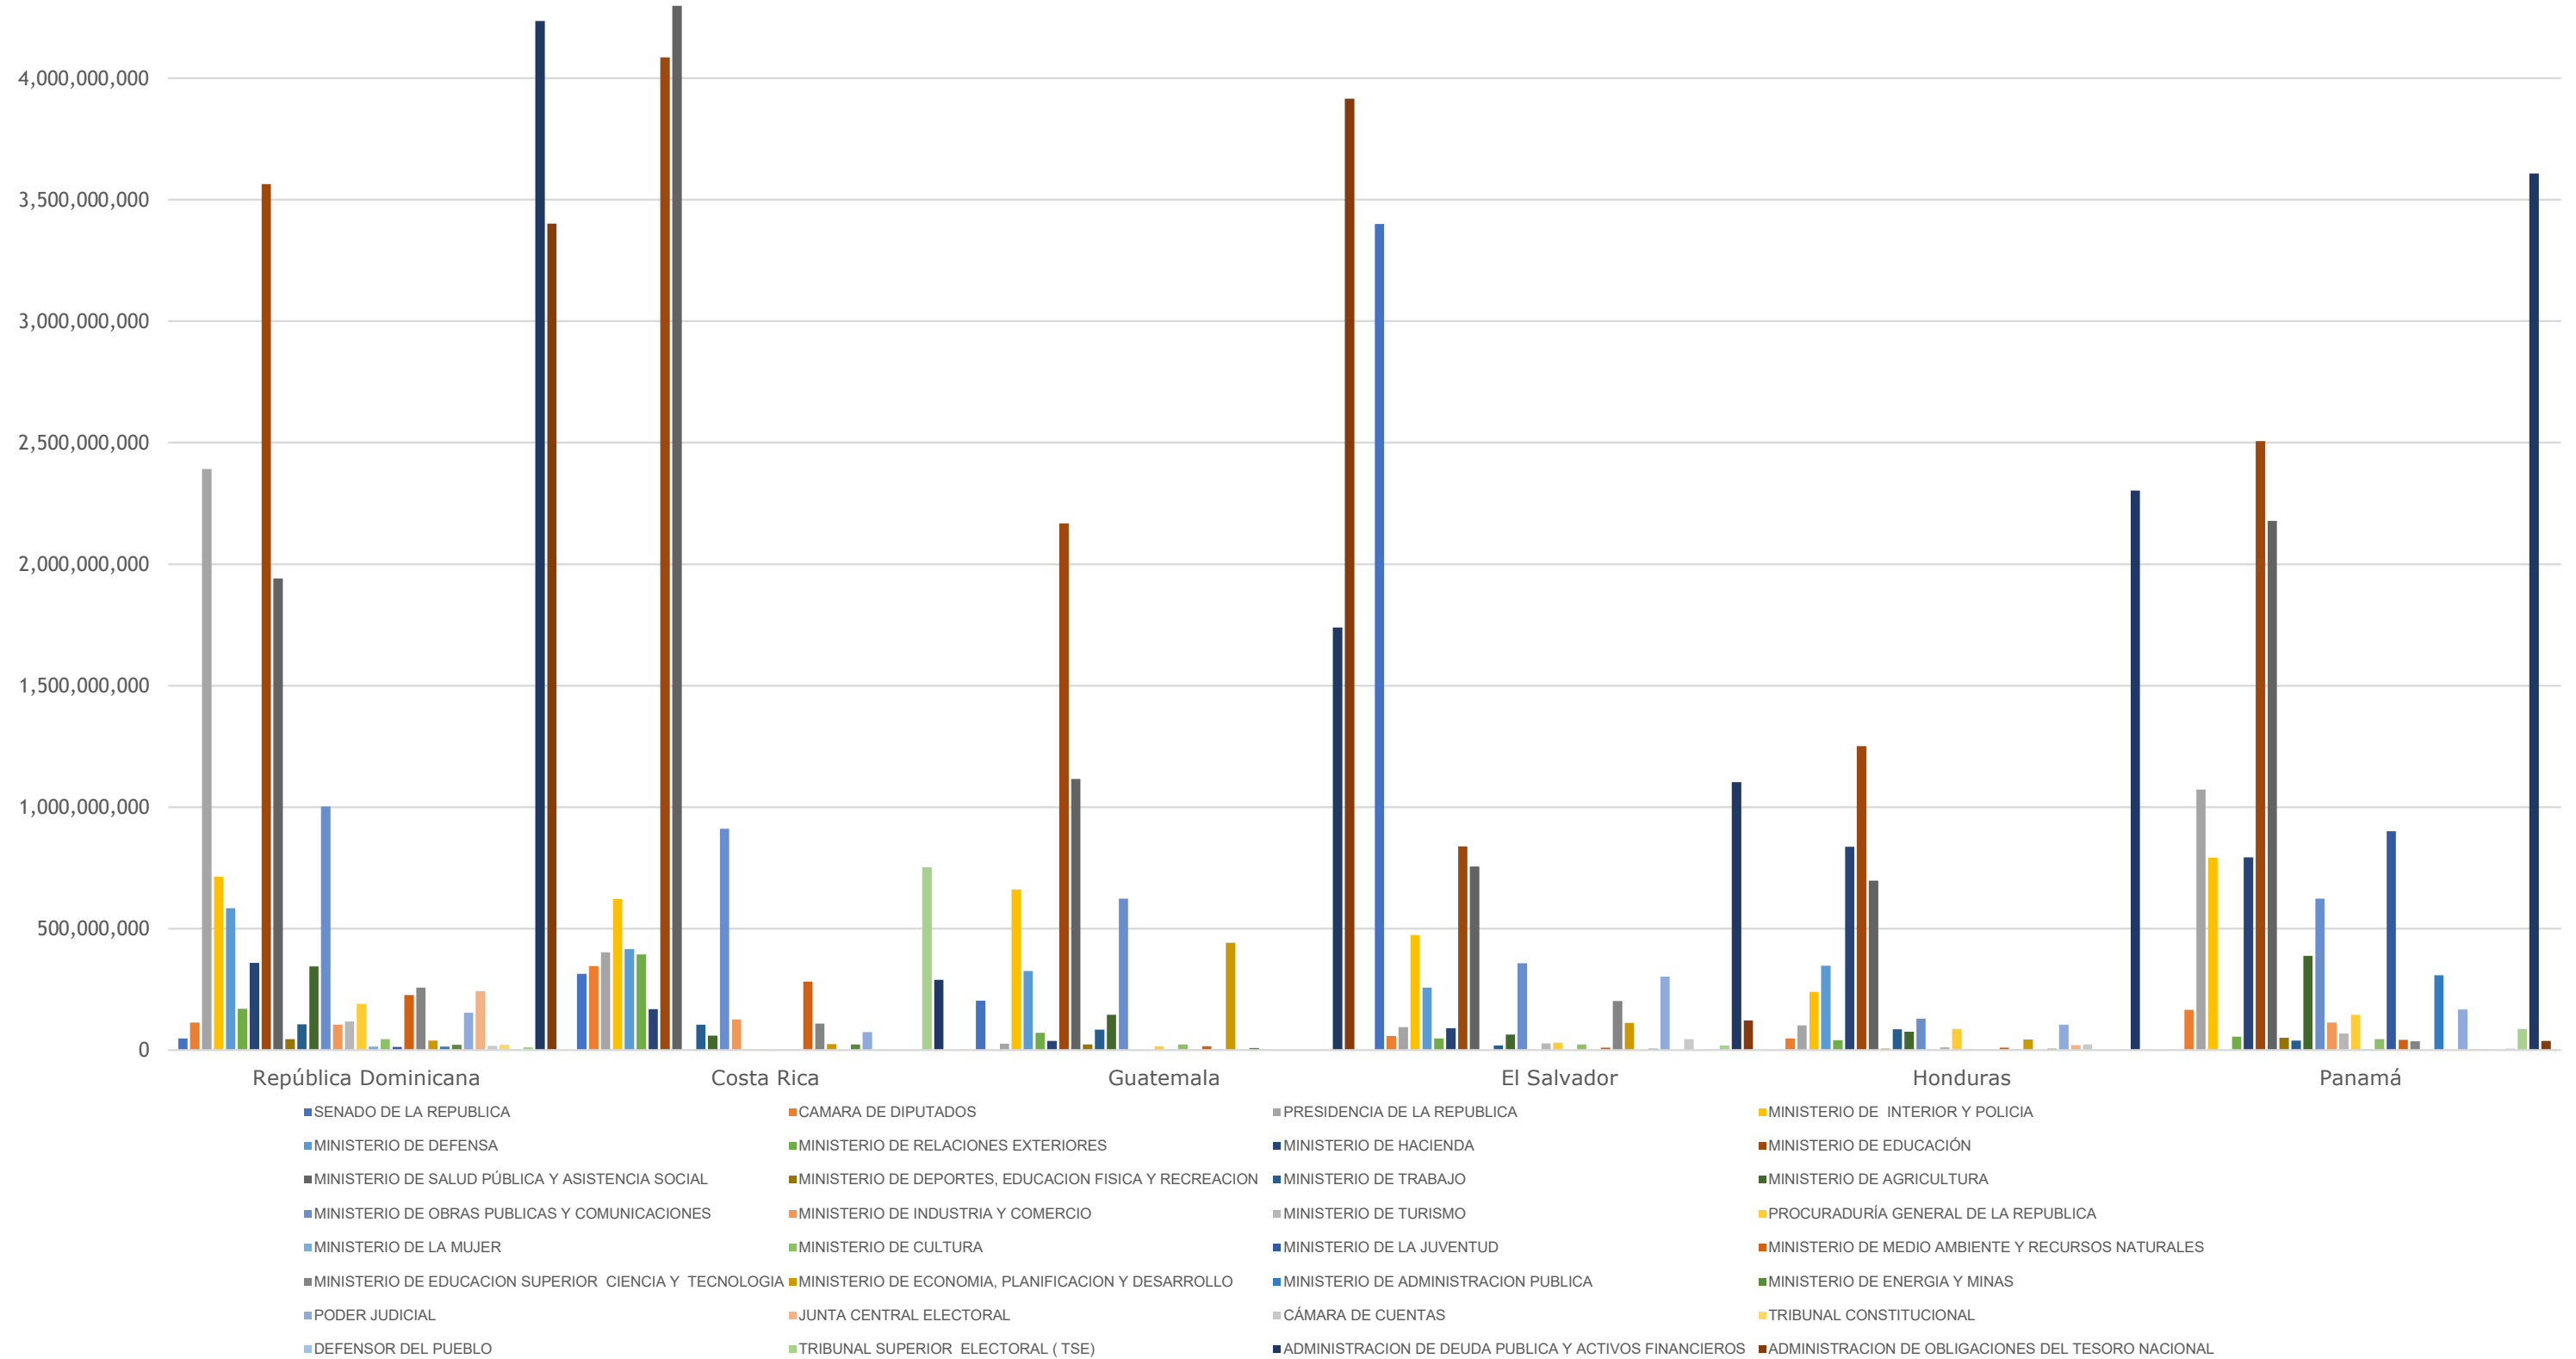 4,000,000,000
3,500,000,000
3,000,000,000
2,500,000,000
2,000,000,000
1,500,000,000
1,000,000,000
500,000,000
0
República Dominicana Costa Rica Guatemala El Salvador Honduras Panamá
SENADO DE LA REPUBLICA CAMARA DE DIPUTADOS PRESIDENCIA DE LA REPUBLICA MINISTERIO DE INTERIOR Y POLICIA
MINISTERIO DE DEFENSA MINISTERIO DE RELACIONES EXTERIORES MINISTERIO DE HACIENDA MINISTERIO DE EDUCACIÓN
MINISTERIO DE SALUD PÚBLICA Y ASISTENCIA SOCIAL MINISTERIO DE DEPORTES, EDUCACION FISICA Y RECREACION MINISTERIO DE TRABAJO MINISTERIO DE AGRICULTURA
MINISTERIO DE OBRAS PUBLICAS Y COMUNICACIONES MINISTERIO DE INDUSTRIA Y COMERCIO MINISTERIO DE TURISMO PROCURADURÍA GENERAL DE LA REPUBLICA
MINISTERIO DE LA MUJER MINISTERIO DE CULTURA MINISTERIO DE LA JUVENTUD MINISTERIO DE MEDIO AMBIENTE Y RECURSOS NATURALES
MINISTERIO DE EDUCACION SUPERIOR CIENCIA Y TECNOLOGIA MINISTERIO DE ECONOMIA, PLANIFICACION Y DESARROLLO MINISTERIO DE ADMINISTRACION PUBLICA MINISTERIO DE ENERGIA Y MINAS
PODER JUDICIAL JUNTA CENTRAL ELECTORAL CÁMARA DE CUENTAS TRIBUNAL CONSTITUCIONAL
DEFENSOR DEL PUEBLO TRIBUNAL SUPERIOR ELECTORAL ( TSE) ADMINISTRACION DE DEUDA PUBLICA Y ACTIVOS FINANCIEROS ADMINISTRACION DE OBLIGACIONES DEL TESORO NACIONAL